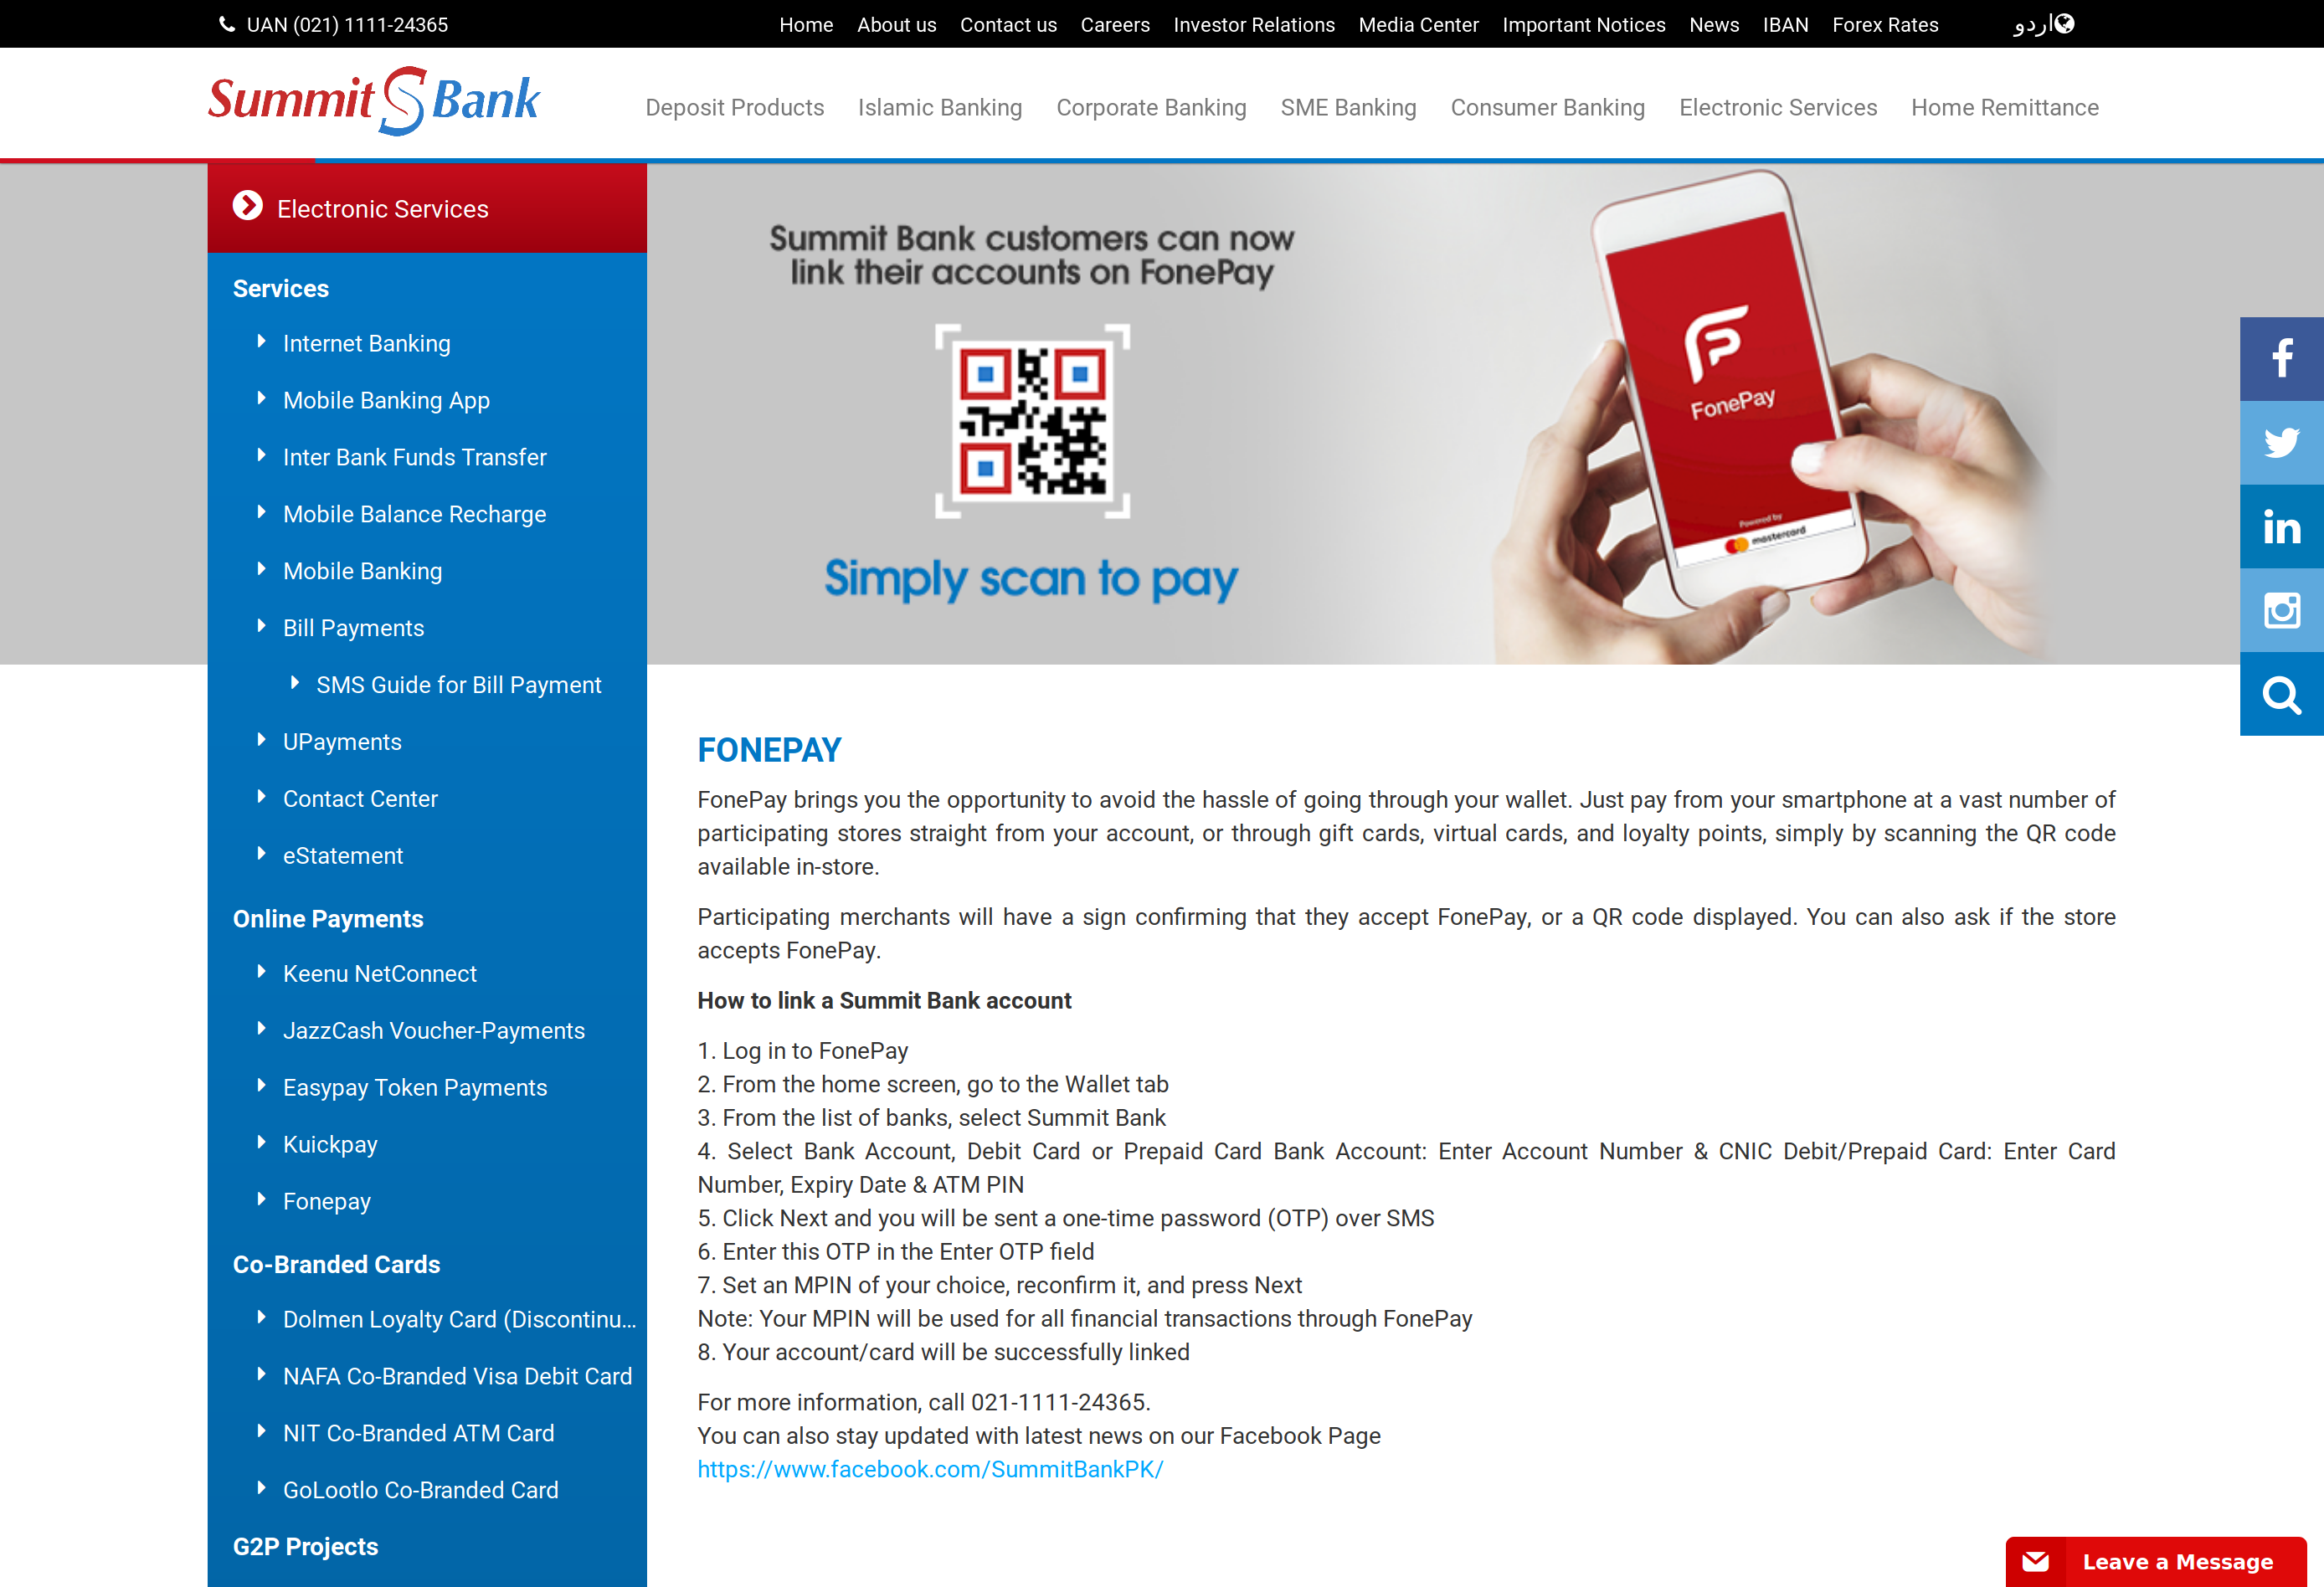 UAN (021) 1111-24365
Home About us Contact us Careers Investor Relations Media Center Important Notices News IBAN Forex Rates اردو
Summit S Bank
Deposit Products Islamic Banking Corporate Banking SME Banking Consumer Banking Electronic Services Home Remittance
Electronic Services
Services
Internet Banking
Mobile Banking App
Inter Bank Funds Transfer
Mobile Balance Recharge
Mobile Banking
Bill Payments
SMS Guide for Bill Payment
UPayments
Contact Center
eStatement
Online Payments
Keenu NetConnect
JazzCash Voucher-Payments
Easypay Token Payments
Kuickpay
Fonepay
Co-Branded Cards
Dolmen Loyalty Card (Discontinu...
NAFA Co-Branded Visa Debit Card
NIT Co-Branded ATM Card
GoLootlo Co-Branded Card
G2P Projects
Summit Bank customers can now
link their accounts on FonePay
Simply scan to pay
FonePay
Powered by
mastercard
FONEPAY
FonePay brings you the opportunity to avoid the hassle of going through your wallet. Just pay from your smartphone at a vast number of
participating stores straight from your account, or through gift cards, virtual cards, and loyalty points, simply by scanning the QR code
available in-store.
Participating merchants will have a sign confirming that they accept FonePay, or a QR code displayed. You can also ask if the store
accepts FonePay.
How to link a Summit Bank account
1. Log in to FonePay
2. From the home screen, go to the Wallet tab
3. From the list of banks, select Summit Bank
4. Select Bank Account, Debit Card or Prepaid Card Bank Account: Enter Account Number & CNIC Debit/Prepaid Card: Enter Card
Number, Expiry Date & ATM PIN
5. Click Next and you will be sent a one-time password (OTP) over SMS
6. Enter this OTP in the Enter OTP field
7. Set an MPIN of your choice, reconfirm it, and press Next
Note: Your MPIN will be used for all financial transactions through FonePay
8. Your account/card will be successfully linked
For more information, call 021-1111-24365.
You can also stay updated with latest news on our Facebook Page
https://www.facebook.com/SummitBankPK/
Leave a Message